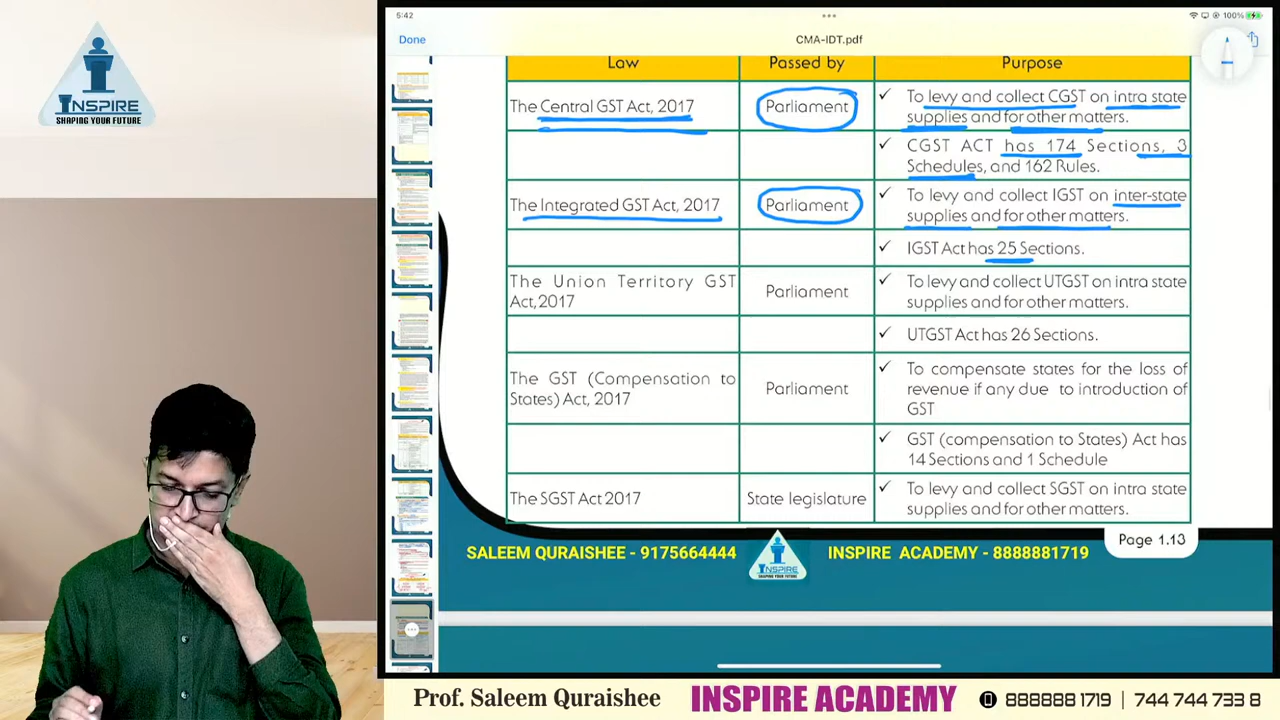 INSPIRE
SHAPING YOUR FUTURE
5:42
100%
Done
CMA-IDT.pdf
Law
Passed by
Purpose
The Central GST Act, 2017
Parliament
✓ To levy and collect CGST on intra state
supplies and for other matters.
✓ CGST ACT has 174 Sections, 3
Schedules, and 162 Rules.
The Integrated GST Act, 2017
Parliament
✓ To levy and collect IGST on inter-state
supplies and for other matters.
✓ IGST Act has 25 Sections.
The Union Territory GST
Act,2017
Parliament
✓ To levy and collect UTGST on intra state
supplies and for other matters.
✓ UTGST Act has 26 sections.
The GST (Compensation to
States) Act, 2017
Parliament
✓ To compensate states in the loss of
revenue if any due to introduction of
GST.
✓ GST (compensation to States) Act has
14 Sections and 1 Schedule.
The SGST Act 2017
State legislature
✓ To levy and collect SGST on intra state
supplies and for other matters.
Page 1.13
SALEEM QURAISHEE - 9175664444
INSPIRE
SHAPING YOUR FUTURE
INSPIRE ACADEMY - 8888881719
Prof. Saleem Quraishee INSPIRE ACADEMY 888888 1719 | 744 744 733 8